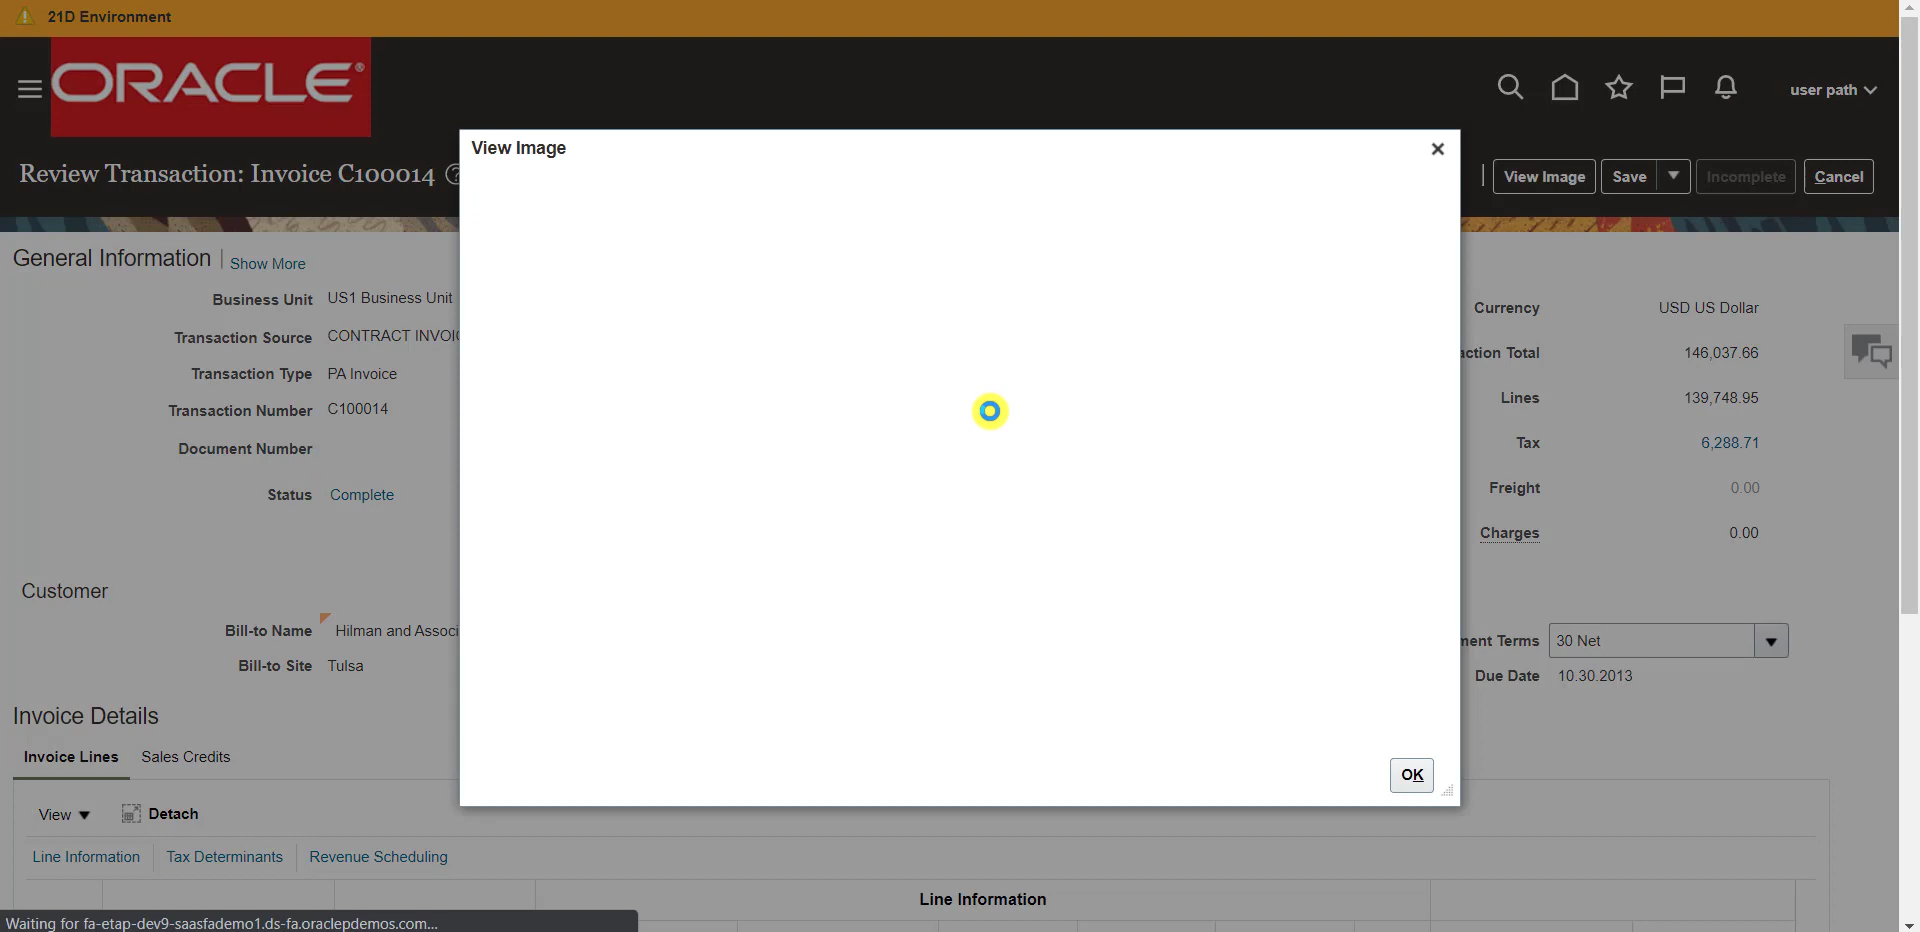 21D Environment
ORACLE®
user path
Review Transaction: Invoice C100014
View Image
Save
Incomplete
Cancel
View Image
General Information
Show More
Business Unit US1 Business Unit
Transaction Source CONTRACT INVOIC
Transaction Type PA Invoice
Transaction Number C100014
Document Number
Status Complete
Currency USD US Dollar
action Total 146,037.66
Lines 139,748.95
Tax 6,288.71
Freight 0.00
Charges 0.00
Customer
Bill-to Name Hilman and Associ
Bill-to Site Tulsa
ment Terms 30 Net
Due Date 10.30.2013
OK
Invoice Details
Invoice Lines Sales Credits
View Detach
Line Information Tax Determinants Revenue Scheduling
Line Information
Waiting for fa-etap-dev9-saasfademo1.ds-fa.oraclepdemos.com...